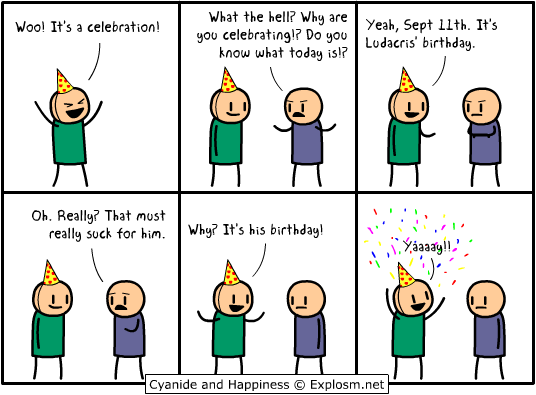 Woo! It's a celebration!
What the hell? Why are
you celebrating!? Do you
know what today is!?
Yeah, Sept 11th. It's
Ludacris' birthday.
Oh. Really? That must
really suck for him.
Why? It's his birthday!
Yaaaay!!
Cyanide and Happiness © Explosm.net